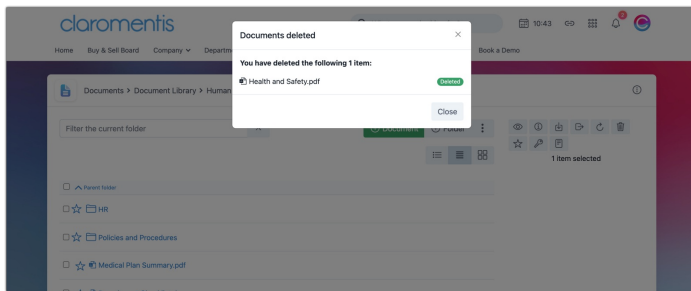 claromentis
10:43
2
Home Buy & Sell Board Company Departme
Book a Demo
Documents deleted
You have deleted the following 1 item:
Health and Safety.pdf
Deleted
Close
Documents > Document Library > Human
Filter the current folder
Document
Folder
1 item selected
Parent folder
HR
Policies and Procedures
Medical Plan Summary.pdf